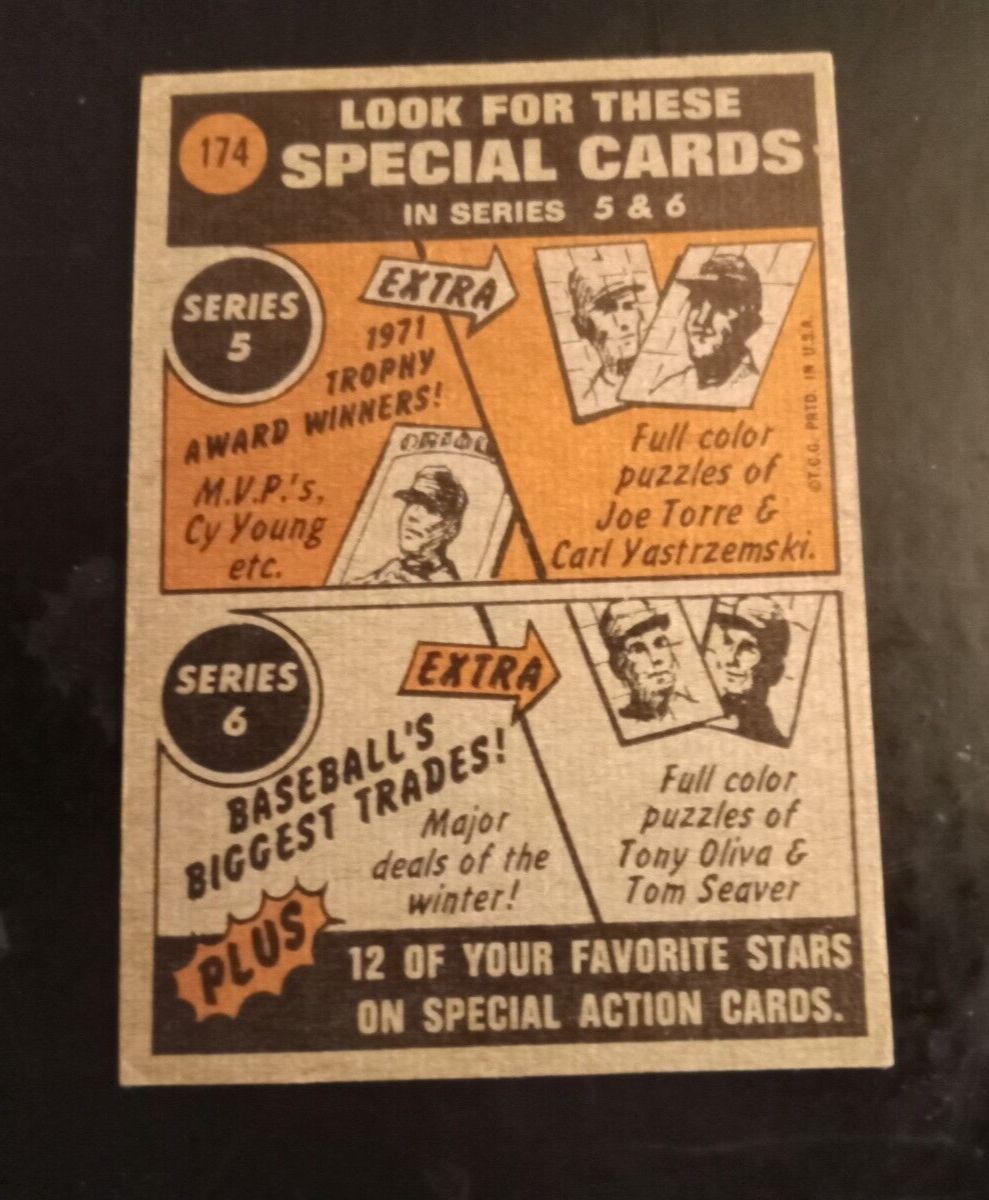 174
LOOK FOR THESE
SPECIAL CARDS
IN SERIES 5 & 6
SERIES
5
1971
TROPHY
AWARD WINNERS!
M.V.P.'s,
Cy Young
etc.
EXTRA
Full color
puzzles of
Joe Torre &
Carl Yastrzemski.
©T.C.G. PRTD. IN U.S.A.
SERIES
6
BASEBALL'S
BIGGEST TRADES!
Major
deals of the
winter!
EXTRA
Full color
puzzles of
Tony Oliva &
Tom Seaver
PLUS
12 OF YOUR FAVORITE STARS
ON SPECIAL ACTION CARDS.